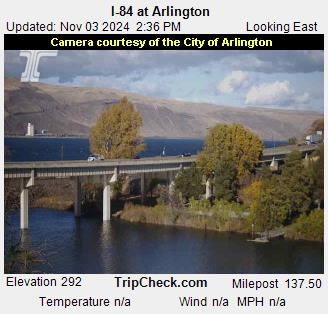 I-84 at Arlington
Updated: Nov 03 2024 2:36 PM Looking East
Camera courtesy of the City of Arlington
Elevation 292 TripCheck.com Milepost 137.50
Temperature n/a Wind n/a MPH n/a